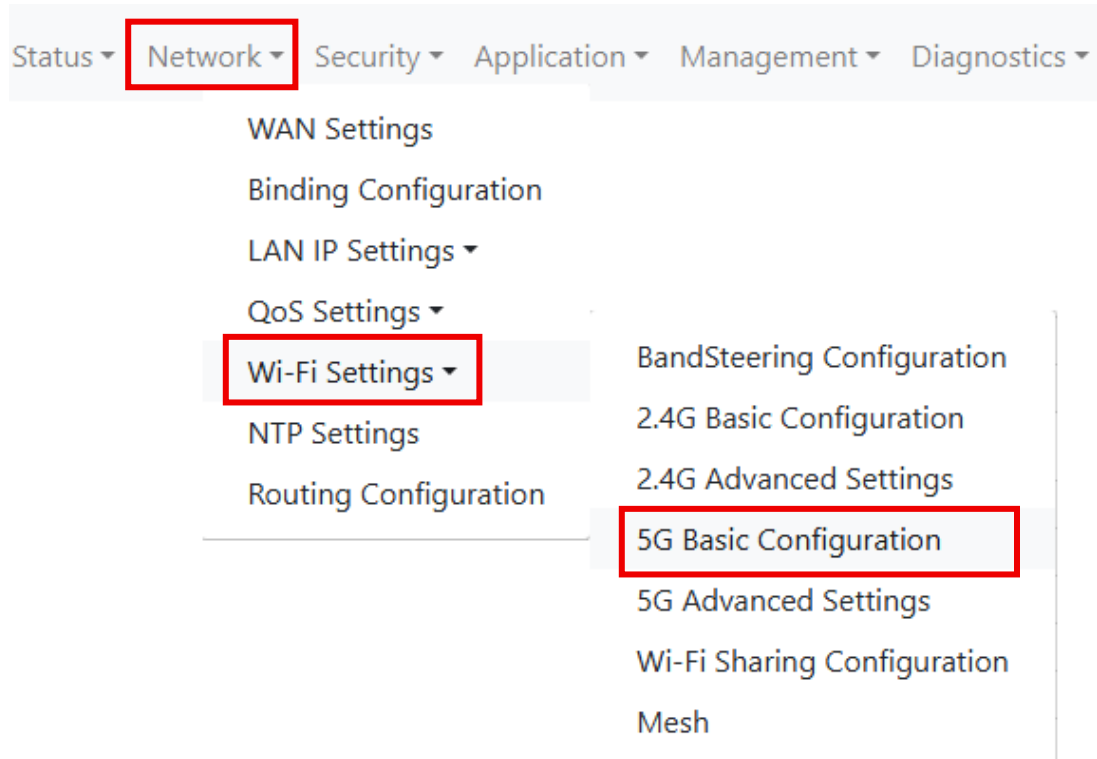 Status Network Security Application Management Diagnostics
WAN Settings
Binding Configuration
LAN IP Settings
QoS Settings
Wi-Fi Settings
NTP Settings
Routing Configuration
BandSteering Configuration
2.4G Basic Configuration
2.4G Advanced Settings
5G Basic Configuration
5G Advanced Settings
Wi-Fi Sharing Configuration
Mesh